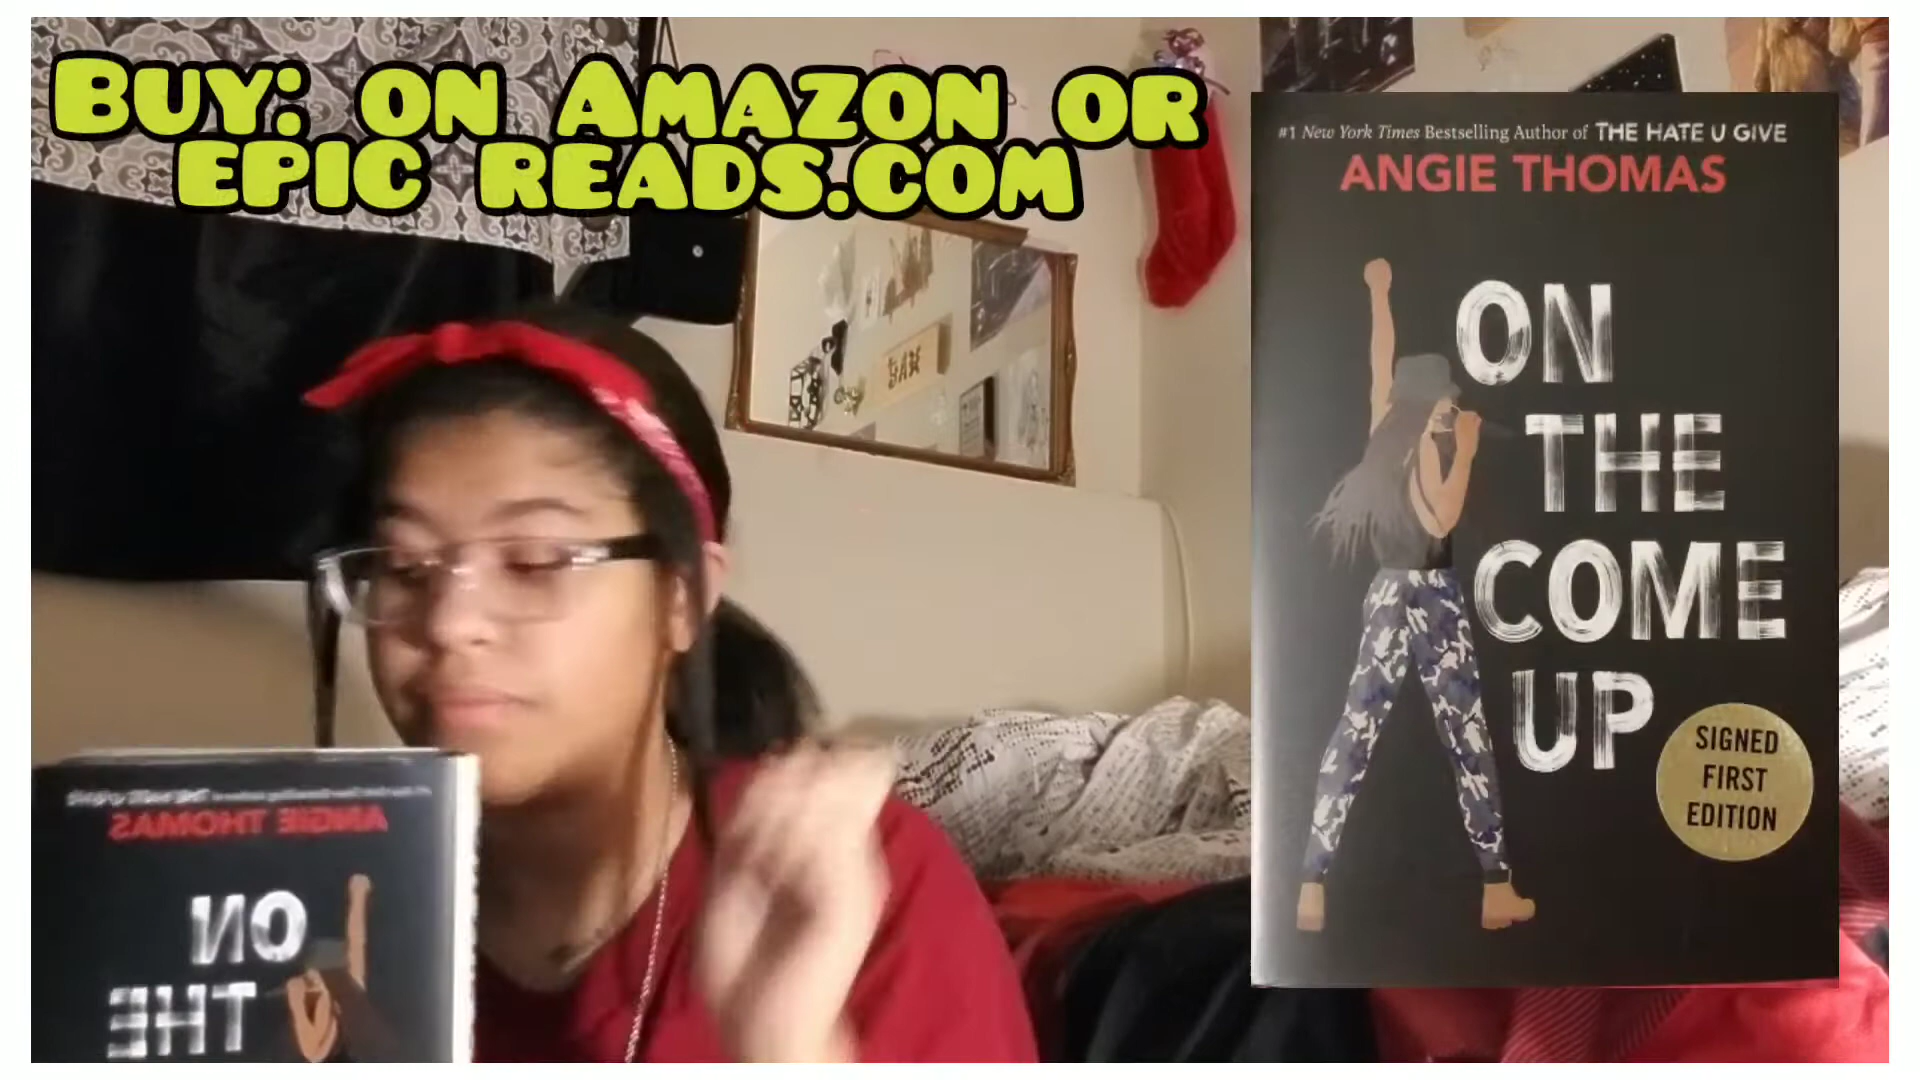 BUY: ON AMAZON OR
EPIC READS.COM
#1 New York Times Bestselling Author of THE HATE U GIVE
ANGIE THOMAS
ON
THE
COME
UP
SIGNED
FIRST
EDITION
ANGIE THOMAS
ON
THE